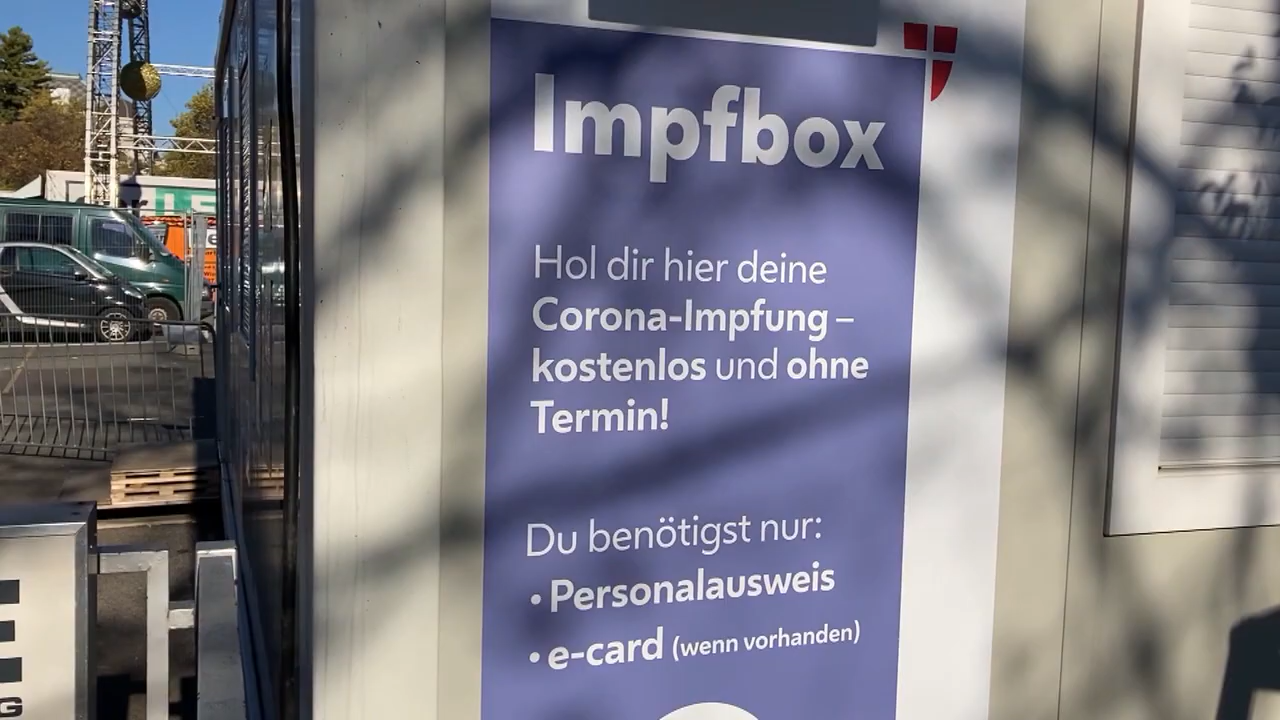 Impfbox
Hol dir hier deine
Corona-Impfung –
kostenlos und ohne
Termin!
Du benötigst nur:
• Personalausweis
• e-card (wenn vorhanden)
G